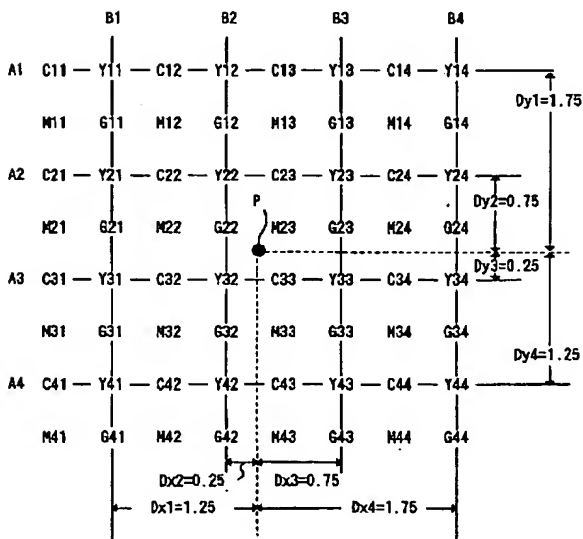 B1 B2 B3 B4
A1 C11 Y11 C12 Y12 C13 Y13 C14 Y14
Dy1=1.75
M11 G11 M12 G12 M13 G13 M14 G14
A2 C21 Y21 C22 Y22 C23 Y23 C24 Y24
Dy2=0.75
P
M21 G21 M22 G22 M23 G23 M24 G24
Dy3=0.25
A3 C31 Y31 C32 Y32 C33 Y33 C34 Y34
M31 G31 M32 G32 M33 G33 M34 G34
Dy4=1.25
A4 C41 Y41 C42 Y42 C43 Y43 C44 Y44
M41 G41 M42 G42 M43 G43 M44 G44
Dx2=0.25 Dx3=0.75
Dx1=1.25 Dx4=1.75